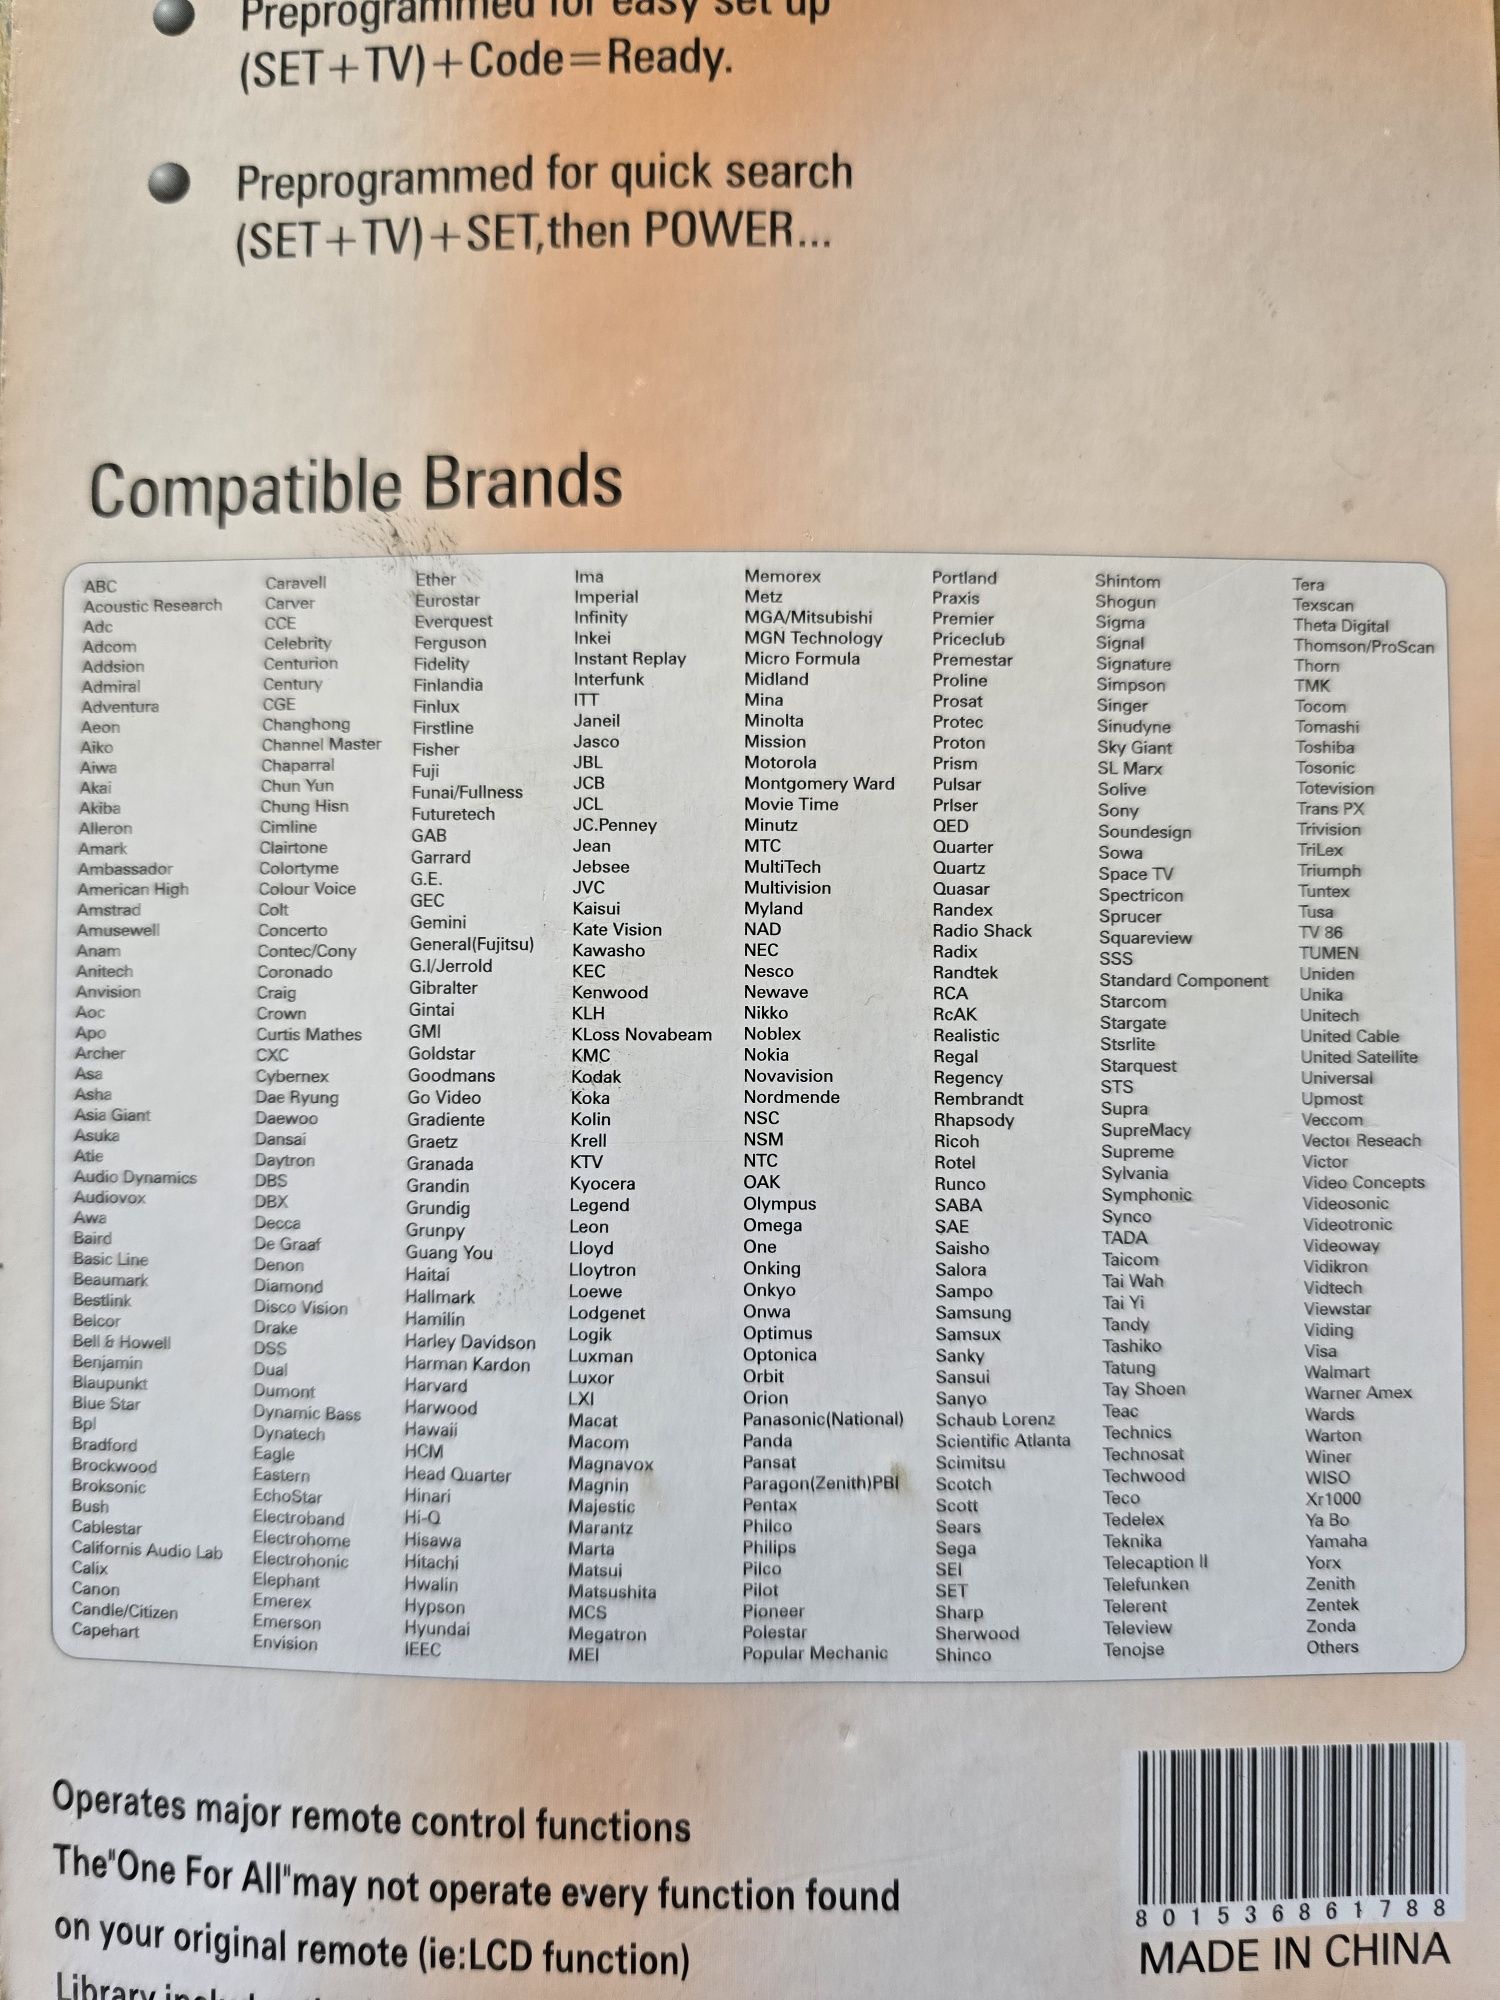 Preprogrammed for easy set up
(SET+TV)+Code=Ready.
Preprogrammed for quick search
(SET+TV)+SET,then POWER...
Compatible Brands
ABC
Acoustic Research
Adc
Adcom
Addsion
Admiral
Adventura
Aeon
Aiko
Aiwa
Akai
Akiba
Alleron
Amark
Ambassador
American High
Amstrad
Amusewell
Anam
Anitech
Anvision
Aoc
Apo
Archer
Asa
Asha
Asia Giant
Asuka
Atie
Audio Dynamics
Audiovox
Awa
Baird
Basic Line
Beaumark
Bestlink
Belcor
Bell & Howell
Benjamin
Blaupunkt
Blue Star
Bpl
Bradford
Brockwood
Broksonic
Bush
Cablestar
Californis Audio Lab
Calix
Canon
Candle/Citizen
Capehart
Caravell
Carver
CCE
Celebrity
Centurion
Century
CGE
Changhong
Channel Master
Chaparral
Chun Yun
Chung Hisn
Cimline
Clairtone
Colortyme
Colour Voice
Colt
Concerto
Contec/Cony
Coronado
Craig
Crown
Curtis Mathes
CXC
Cybernex
Dae Ryung
Daewoo
Dansai
Daytron
DBS
DBX
Decca
De Graaf
Denon
Diamond
Disco Vision
Drake
DSS
Dual
Dumont
Dynamic Bass
Dynatech
Eagle
Eastern
EchoStar
Electroband
Electrohome
Electrohonic
Elephant
Emerex
Emerson
Envision
Ether
Eurostar
Everquest
Ferguson
Fidelity
Finlandia
Finlux
Firstline
Fisher
Fuji
Funai/Fullness
Futuretech
GAB
Garrard
G.E.
GEC
Gemini
General(Fujitsu)
G.I/Jerrold
Gibralter
Gintai
GMI
Goldstar
Goodmans
Go Video
Gradiente
Graetz
Granada
Grandin
Grundig
Grunpy
Guang You
Haitai
Hallmark
Hamilin
Harley Davidson
Harman Kardon
Harvard
Harwood
Hawaii
HCM
Head Quarter
Hinari
Hi-Q
Hisawa
Hitachi
Hwalin
Hypson
Hyundai
IEEC
Ima
Imperial
Infinity
Inkei
Instant Replay
Interfunk
ITT
Janeil
Jasco
JBL
JCB
JCL
JC.Penney
Jean
Jebsee
JVC
Kaisui
Kate Vision
Kawasho
KEC
Kenwood
KLH
KLoss Novabeam
KMC
Kodak
Koka
Kolin
Krell
KTV
Kyocera
Legend
Leon
Lloyd
Lloytron
Loewe
Lodgenet
Logik
Luxman
Luxor
LXI
Macat
Macom
Magnavox
Magnin
Majestic
Marantz
Marta
Matsui
Matsushita
MCS
Megatron
MEI
Memorex
Metz
MGA/Mitsubishi
MGN Technology
Micro Formula
Midland
Mina
Minolta
Mission
Motorola
Montgomery Ward
Movie Time
Minutz
MTC
MultiTech
Multivision
Myland
NAD
NEC
Nesco
Newave
Nikko
Noblex
Nokia
Novavision
Nordmende
NSC
NSM
NTC
OAK
Olympus
Omega
One
Onking
Onkyo
Onwa
Optimus
Optonica
Orbit
Orion
Panasonic(National)
Panda
Pansat
Paragon(Zenith)PBI
Pentax
Philco
Philips
Pilco
Pilot
Pioneer
Polestar
Popular Mechanic
Portland
Praxis
Premier
Priceclub
Premestar
Proline
Prosat
Protec
Proton
Prism
Pulsar
Prlser
QED
Quarter
Quartz
Quasar
Randex
Radio Shack
Radix
Randtek
RCA
RcAK
Realistic
Regal
Regency
Rembrandt
Rhapsody
Ricoh
Rotel
Runco
SABA
SAE
Saisho
Salora
Sampo
Samsung
Samsux
Sanky
Sansui
Sanyo
Schaub Lorenz
Scientific Atlanta
Scimitsu
Scotch
Scott
Sears
Sega
SEI
SET
Sharp
Sherwood
Shinco
Shintom
Shogun
Sigma
Signal
Signature
Simpson
Singer
Sinudyne
Sky Giant
SL Marx
Solive
Sony
Soundesign
Sowa
Space TV
Spectricon
Sprucer
Squareview
SSS
Standard Component
Starcom
Stargate
Stsrlite
Starquest
STS
Supra
SupreMacy
Supreme
Sylvania
Symphonic
Synco
TADA
Taicom
Tai Wah
Tai Yi
Tandy
Tashiko
Tatung
Tay Shoen
Teac
Technics
Technosat
Techwood
Teco
Tedelex
Teknika
Telecaption II
Telefunken
Telerent
Teleview
Tenojse
Tera
Texscan
Theta Digital
Thomson/ProScan
Thorn
TMK
Tocom
Tomashi
Toshiba
Tosonic
Totevision
Trans PX
Trivision
TriLex
Triumph
Tuntex
Tusa
TV 86
TUMEN
Uniden
Unika
Unitech
United Cable
United Satellite
Universal
Upmost
Veccom
Vector Reseach
Victor
Video Concepts
Videosonic
Videotronic
Videoway
Vidikron
Vidtech
Viewstar
Viding
Visa
Walmart
Warner Amex
Wards
Warton
Winer
WISO
Xr1000
Ya Bo
Yamaha
Yorx
Zenith
Zentek
Zonda
Others
Operates major remote control functions
The"One For All"may not operate every function found
on your original remote (ie:LCD function)
Library
801536861788
MADE IN CHINA